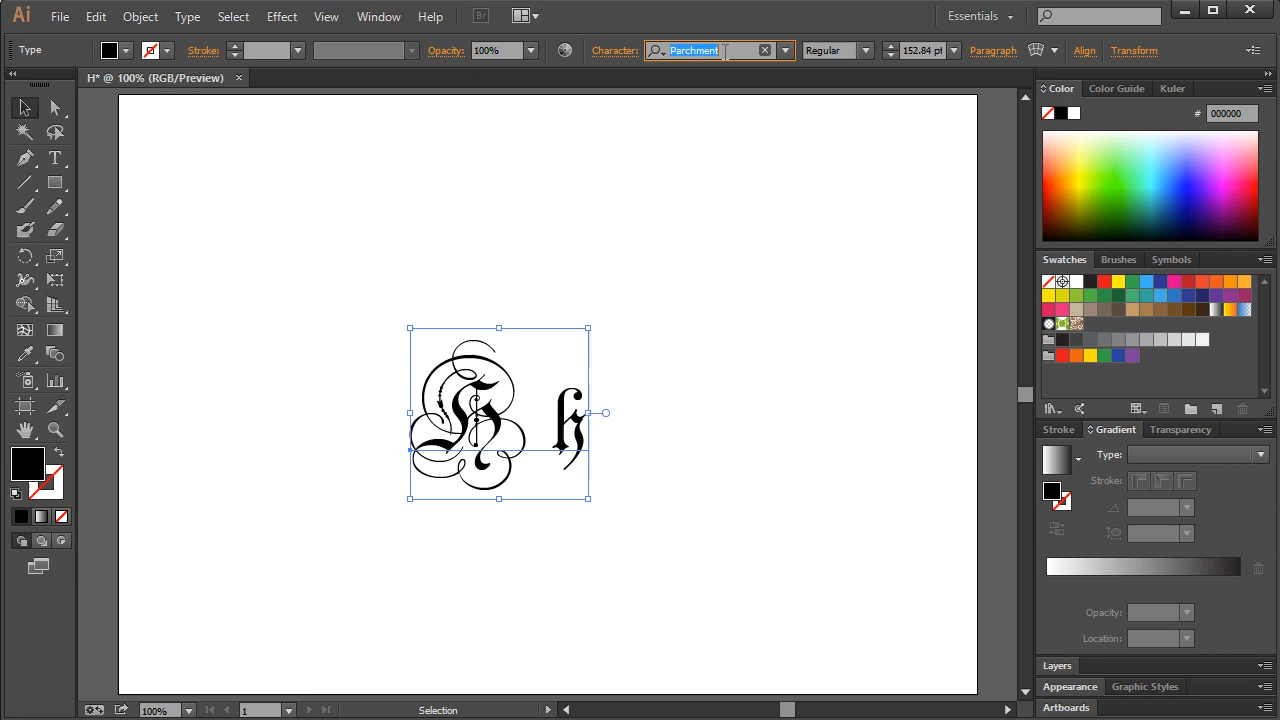 Ai File Edit Object Type Select Effect View Window Help Br Essentials
Type Stroke: Opacity: 100% Character: Parchment Regular 152.84 pt Paragraph Align Transform
H* @ 100% (RGB/Preview)
H h
100% 1 Selection
Color Color Guide Kuler
# 000000
Swatches Brushes Symbols
Stroke Gradient Transparency
Type:
Stroke:
Opacity:
Location:
Layers
Appearance Graphic Styles
Artboards